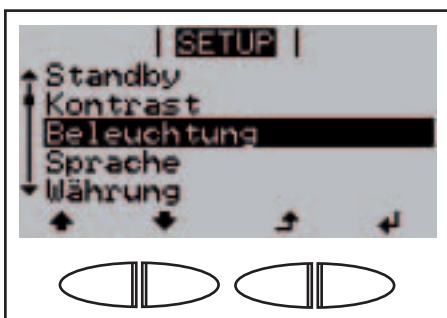 SETUP
Standby
Kontrast
Beleuchtung
Sprache
Währung